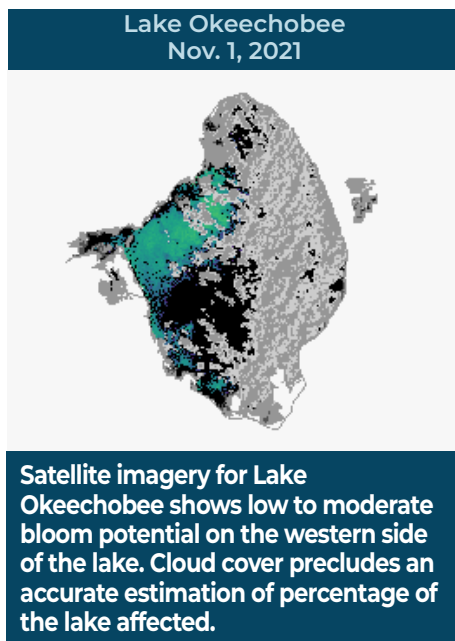 Lake Okeechobee
Nov. 1, 2021
Satellite imagery for Lake
Okeechobee shows low to moderate
bloom potential on the western side
of the lake. Cloud cover precludes an
accurate estimation of percentage of
the lake affected.